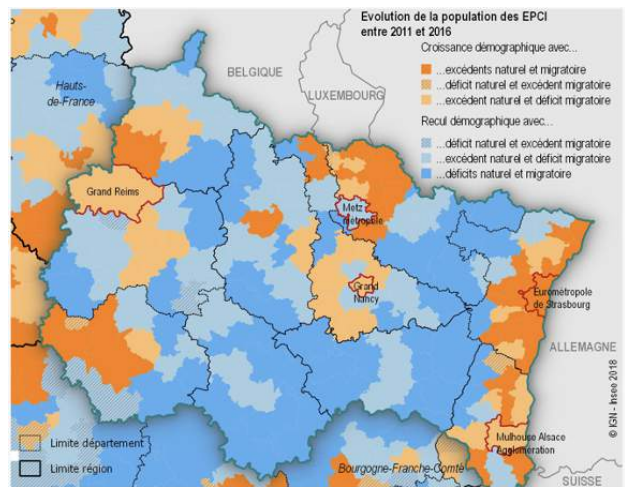 Evolution de la population des EPCI
entre 2011 et 2016
Croissance démographique avec...
...excédents naturel et migratoire
...déficit naturel et excédent migratoire
...excédent naturel et déficit migratoire
Recul démographique avec...
...déficit naturel et excédent migratoire
...excédent naturel et déficit migratoire
...déficits naturel et migratoire
BELGIQUE
LUXEMBOURG
Hauts-
de-France
Grand Reims
Metz
métropole
Grand
Nancy
Eurométropole
de Strasbourg
ALLEMAGNE
© IGN - Insee 2018
Mulhouse Alsace
Agglomération
Limite département
Limite région
Bourgogne-Franche-Comté
SUISSE